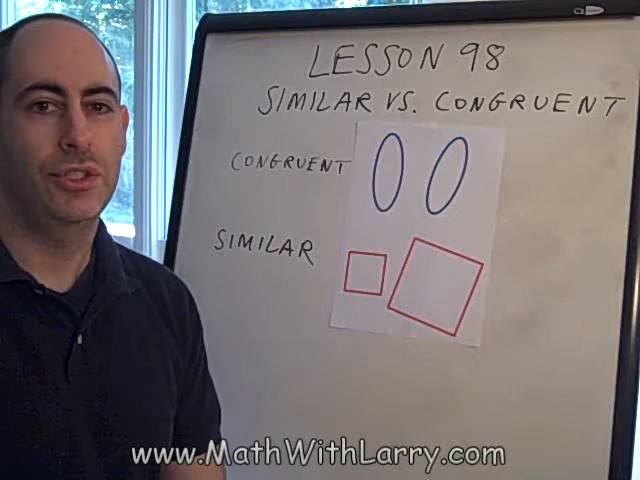 LESSON 98
SIMILAR VS. CONGRUENT
CONGRUENT
SIMILAR
www.MathWithLarry.com